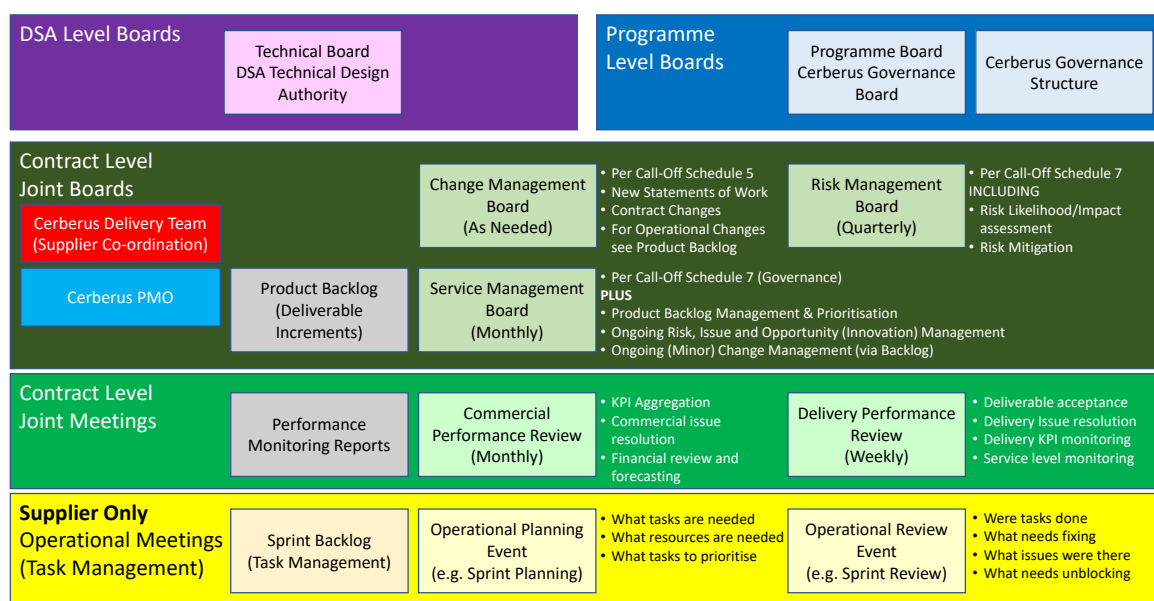 DSA Level Boards
Technical Board
DSA Technical Design
Authority
Programme
Level Boards
Programme Board
Cerberus Governance
Board
Cerberus Governance
Structure
Contract Level
Joint Boards
Cerberus Delivery Team
(Supplier Co-ordination)
Cerberus PMO
Change Management
Board
(As Needed)
• Per Call-Off Schedule 5
• New Statements of Work
• Contract Changes
• For Operational Changes
see Product Backlog
Risk Management
Board
(Quarterly)
• Per Call-Off Schedule 7
INCLUDING
• Risk Likelihood/Impact
assessment
• Risk Mitigation
Product Backlog
(Deliverable
Increments)
Service Management
Board
(Monthly)
• Per Call-Off Schedule 7 (Governance)
PLUS
• Product Backlog Management & Prioritisation
• Ongoing Risk, Issue and Opportunity (Innovation) Management
• Ongoing (Minor) Change Management (via Backlog)
Contract Level
Joint Meetings
Performance
Monitoring Reports
Commercial
Performance Review
(Monthly)
• KPI Aggregation
• Commercial issue
resolution
• Financial review and
forecasting
Delivery Performance
Review
(Weekly)
• Deliverable acceptance
• Delivery Issue resolution
• Delivery KPI monitoring
• Service level monitoring
Supplier Only
Operational Meetings
(Task Management)
Sprint Backlog
(Task Management)
Operational Planning
Event
(e.g. Sprint Planning)
• What tasks are needed
• What resources are needed
• What tasks to prioritise
Operational Review
Event
(e.g. Sprint Review)
• Were tasks done
• What needs fixing
• What issues were there
• What needs unblocking